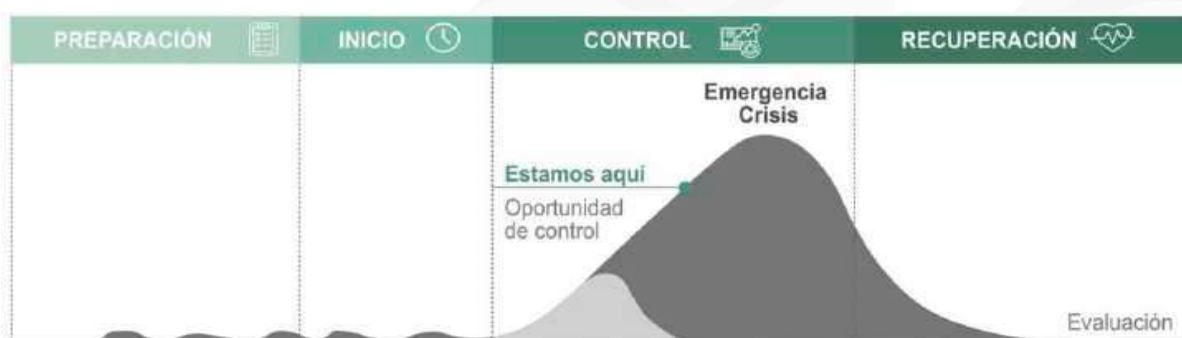 PREPARACIÓN
INICIO
CONTROL
RECUPERACIÓN
Emergencia
Crisis
Estamos aquí
Oportunidad
de control
Evaluación